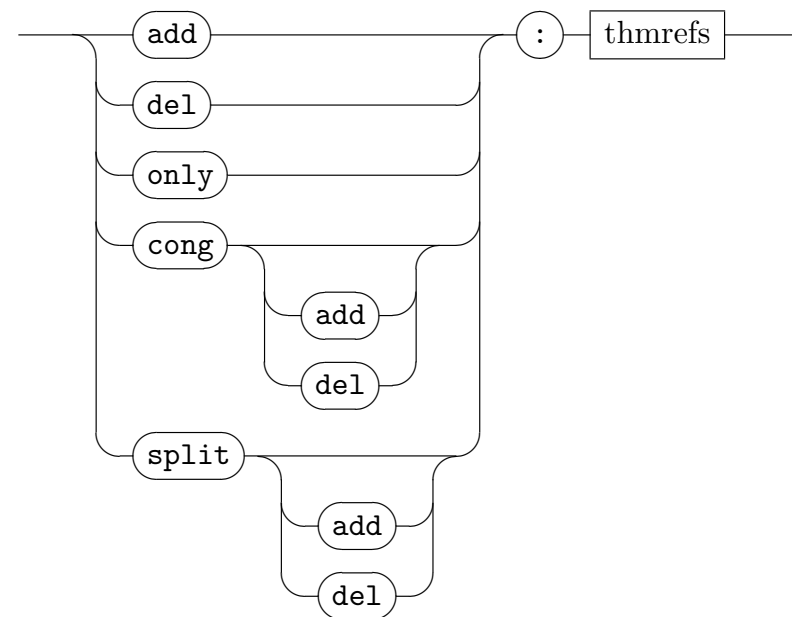 add : thmrefs
del
only
cong
add
del
split
add
del